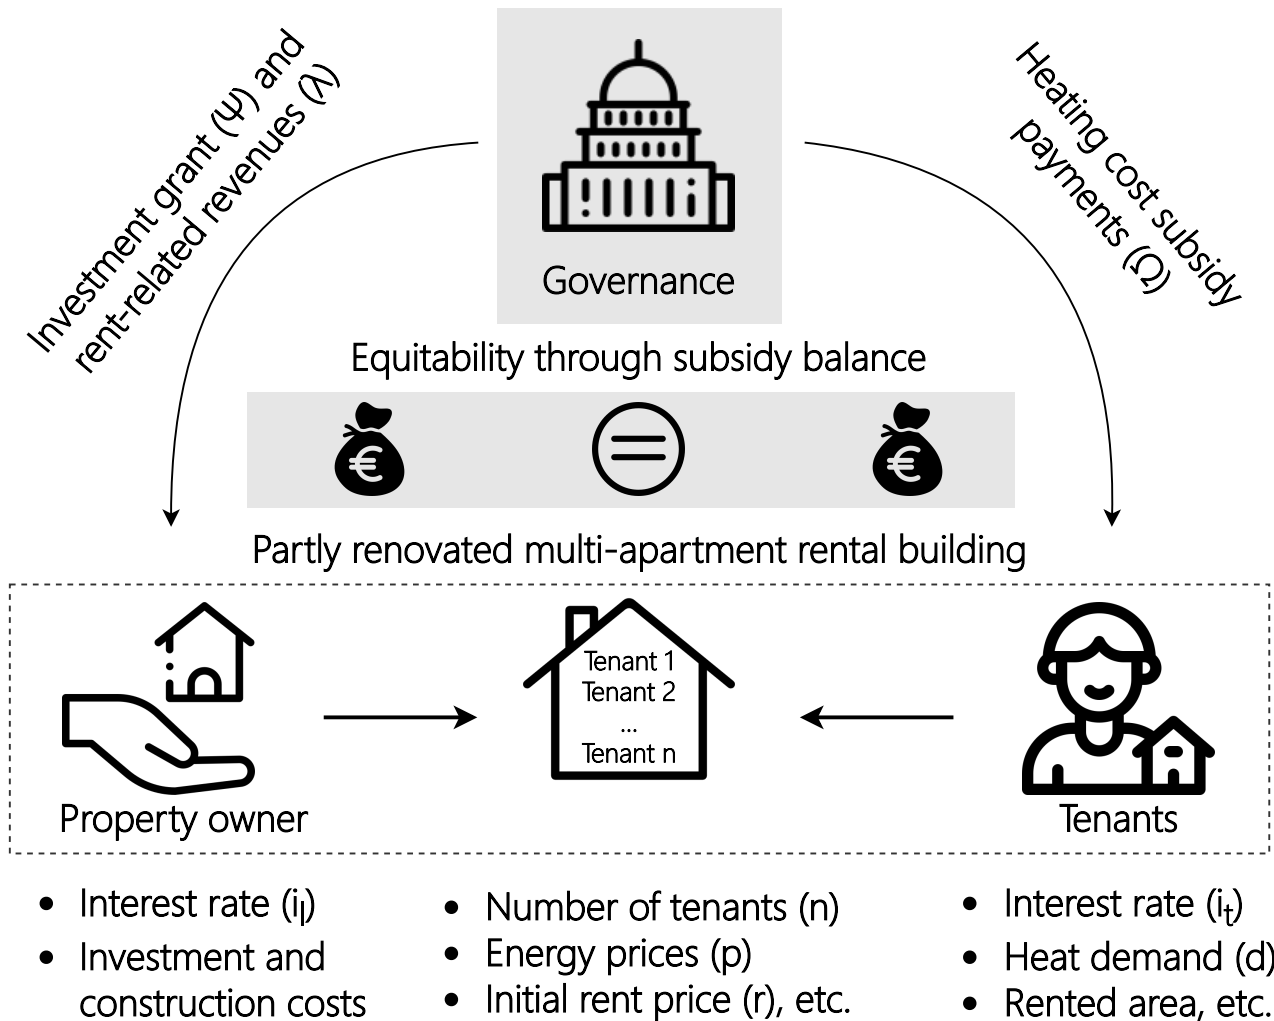 Investment grant (Ψ) and
rent-related revenues (λ)
Heating cost subsidy
payments (Ω)
Governance
Equitability through subsidy balance
€
€
Partly renovated multi-apartment rental building
Tenant 1
Tenant 2
...
Tenant n
Property owner
Tenants
• Interest rate (iₗ)
• Investment and
construction costs
• Number of tenants (n)
• Energy prices (p)
• Initial rent price (r), etc.
• Interest rate (iₜ)
• Heat demand (d)
• Rented area, etc.